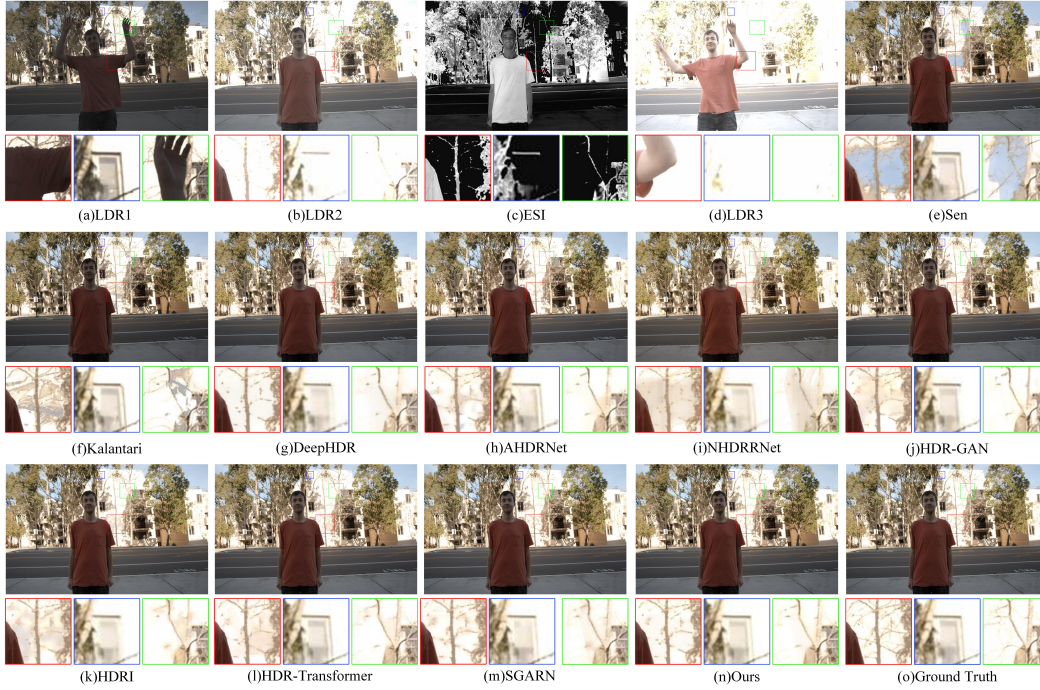 (a)LDR1
(b)LDR2
(c)ESI
(d)LDR3
(e)Sen
(f)Kalantari
(g)DeepHDR
(h)AHDRNet
(i)NHDRRNet
(j)HDR-GAN
(k)HDRI
(l)HDR-Transformer
(m)SGARN
(n)Ours
(o)Ground Truth